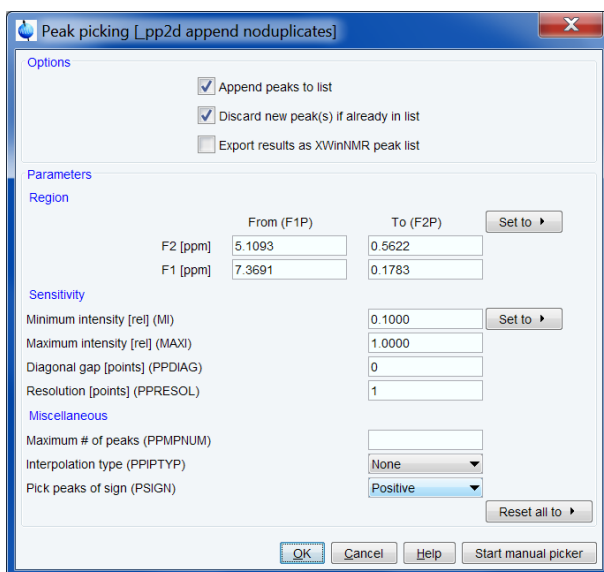 Peak picking [_pp2d append noduplicates]
Options
Append peaks to list
Discard new peak(s) if already in list
Export results as XWinNMR peak list
Parameters
Region
From (F1P) To (F2P) Set to
F2 [ppm] 5.1093 0.5622
F1 [ppm] 7.3691 0.1783
Sensitivity
Minimum intensity [rel] (MI) 0.1000 Set to
Maximum intensity [rel] (MAXI) 1.0000
Diagonal gap [points] (PPDIAG) 0
Resolution [points] (PPRESOL) 1
Miscellaneous
Maximum # of peaks (PPMPNUM)
Interpolation type (PPIPTYP) None
Pick peaks of sign (PSIGN) Positive
Reset all to
OK Cancel Help Start manual picker